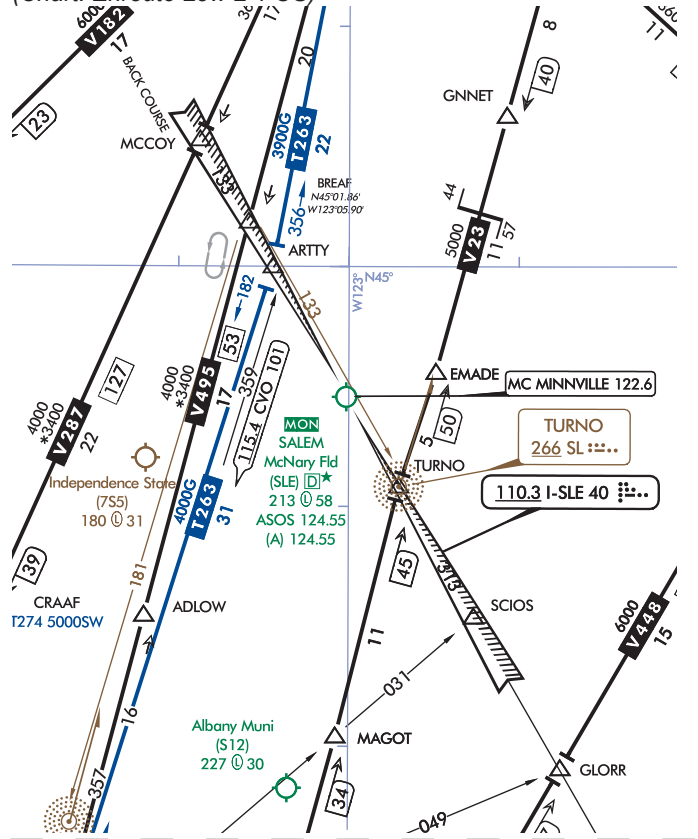 6000
V182
17
BACK COURSE
23
MCCOY
133
17
20
3900G
T263
22
BREAF
N45°01.86'
W123°05.90'
356
ARTTY
8
40
GNNET
11
44
57
11
5000
V23
N45°
W123°
182
133
53
359
115.4 CVO 101
4000
*3400
V495
17
127
4000
*3400
V287
22
EMADE
MC MINNVILLE 122.6
50
5
TURNO
266 SL
TURNO
110.3 I-SLE 40
MON
SALEM
McNary Fld
(SLE) D★
213 Ⓛ 58
ASOS 124.55
(A) 124.55
Independence State
(7S5)
180 Ⓛ 31
4000G
T263
31
39
181
CRAAF
T274 5000SW
ADLOW
45
313
SCIOS
6000
V448
15
11
031
16
Albany Muni
(S12)
227 Ⓛ 30
MAGOT
GLORR
357
34
049